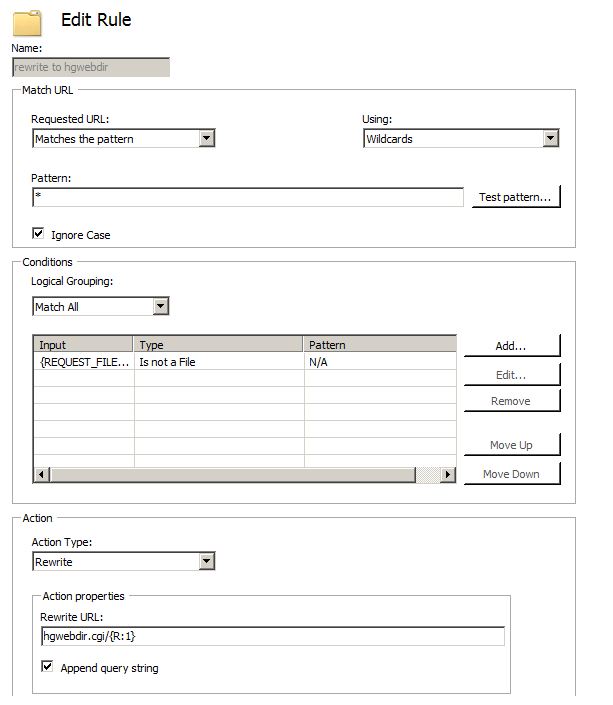 Edit Rule
Name:
rewrite to hgwebdir
Match URL
Requested URL: Using:
Matches the pattern Wildcards
Pattern:
* Test pattern...
Ignore Case
Conditions
Logical Grouping:
Match All
Input Type Pattern Add...
{REQUEST_FILE... Is not a File N/A
Edit...
Remove
Move Up
Move Down
Action
Action Type:
Rewrite
Action properties
Rewrite URL:
hgwebdir.cgi/{R:1}
Append query string